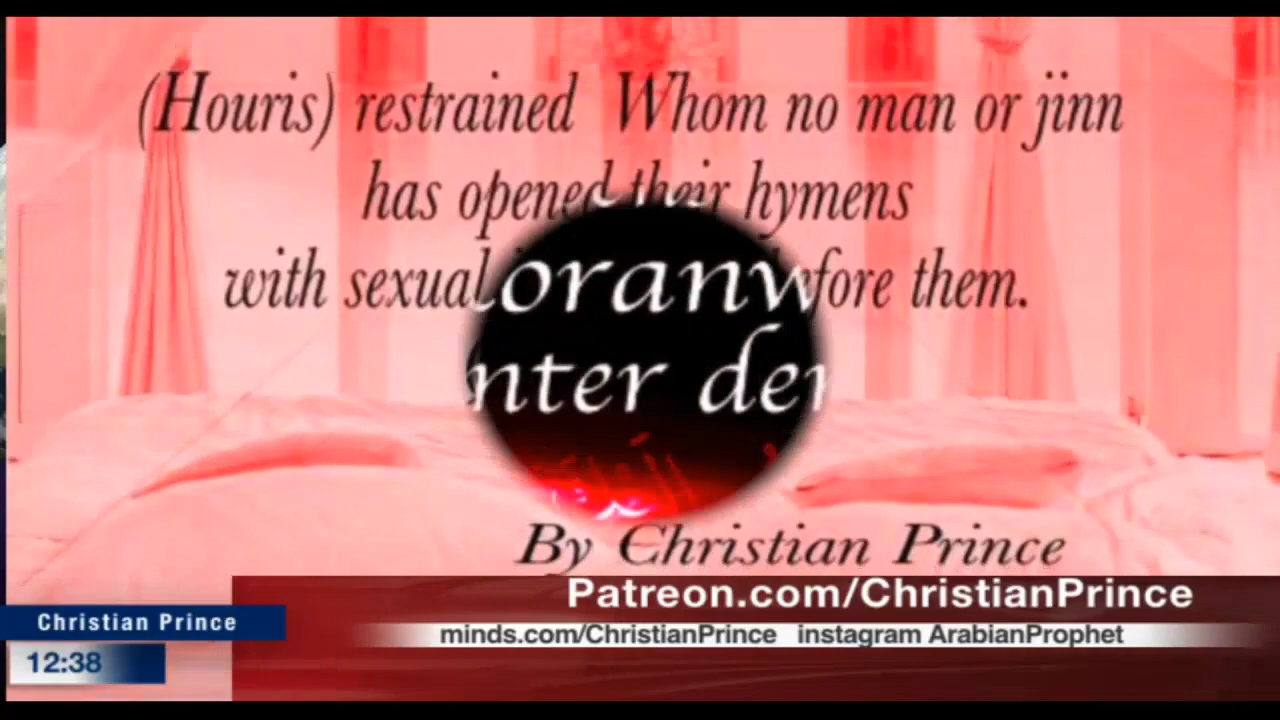 (Houris) restrained Whom no man or jinn
has opened their hymens
with sexual fore them.
oranw
nter der
By Christian Prince
Patreon.com/ChristianPrince
Christian Prince
minds.com/ChristianPrince instagram ArabianProphet
12:38